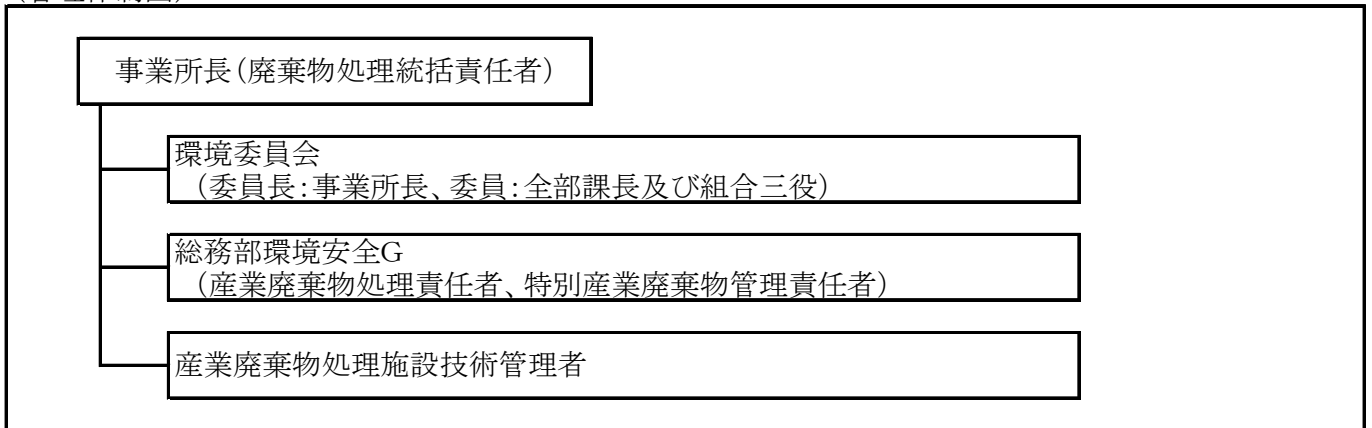 事業所長(廃棄物処理統括責任者)
環境委員会
(委員長:事業所長、委員:全部課長及び組合三役)
総務部環境安全G
(産業廃棄物処理責任者、特別産業廃棄物管理責任者)
産業廃棄物処理施設技術管理者